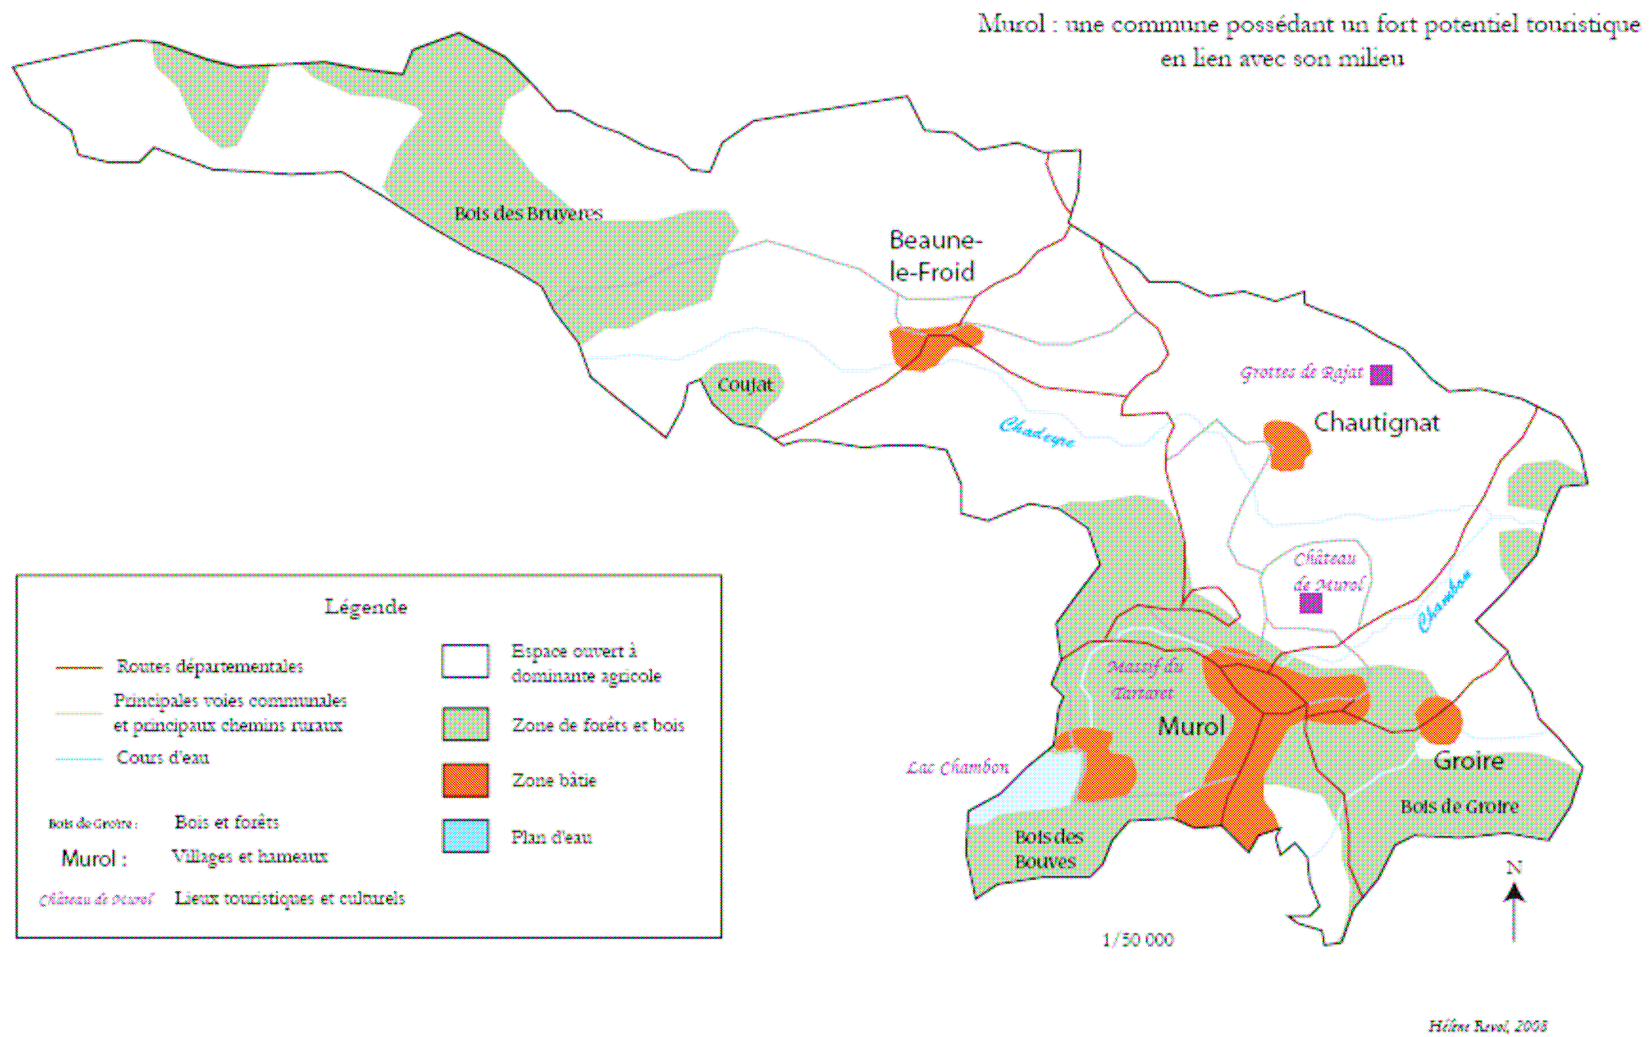 Murol : une commune possédant un fort potentiel touristique
en lien avec son milieu
Bois des Bruyeres
Beaune-
le-Froid
Coujat
Grottes de Rajat
Chautignat
Chadeype
Château
de Murol
Chambon
Massif du
Tartaret
Murol
Lac Chambon
Groire
Bois de Groire
Bois des
Bouves
Légende
Routes départementales
Principales voies communales
et principaux chemins ruraux
Cours d'eau
Bois de Groire :
Bois et forêts
Murol :
Villages et hameaux
Château de Murol
Lieux touristiques et culturels
Espace ouvert à
dominante agricole
Zone de forêts et bois
Zone bâtie
Plan d'eau
N
1/50 000
Hélène Revol, 2008